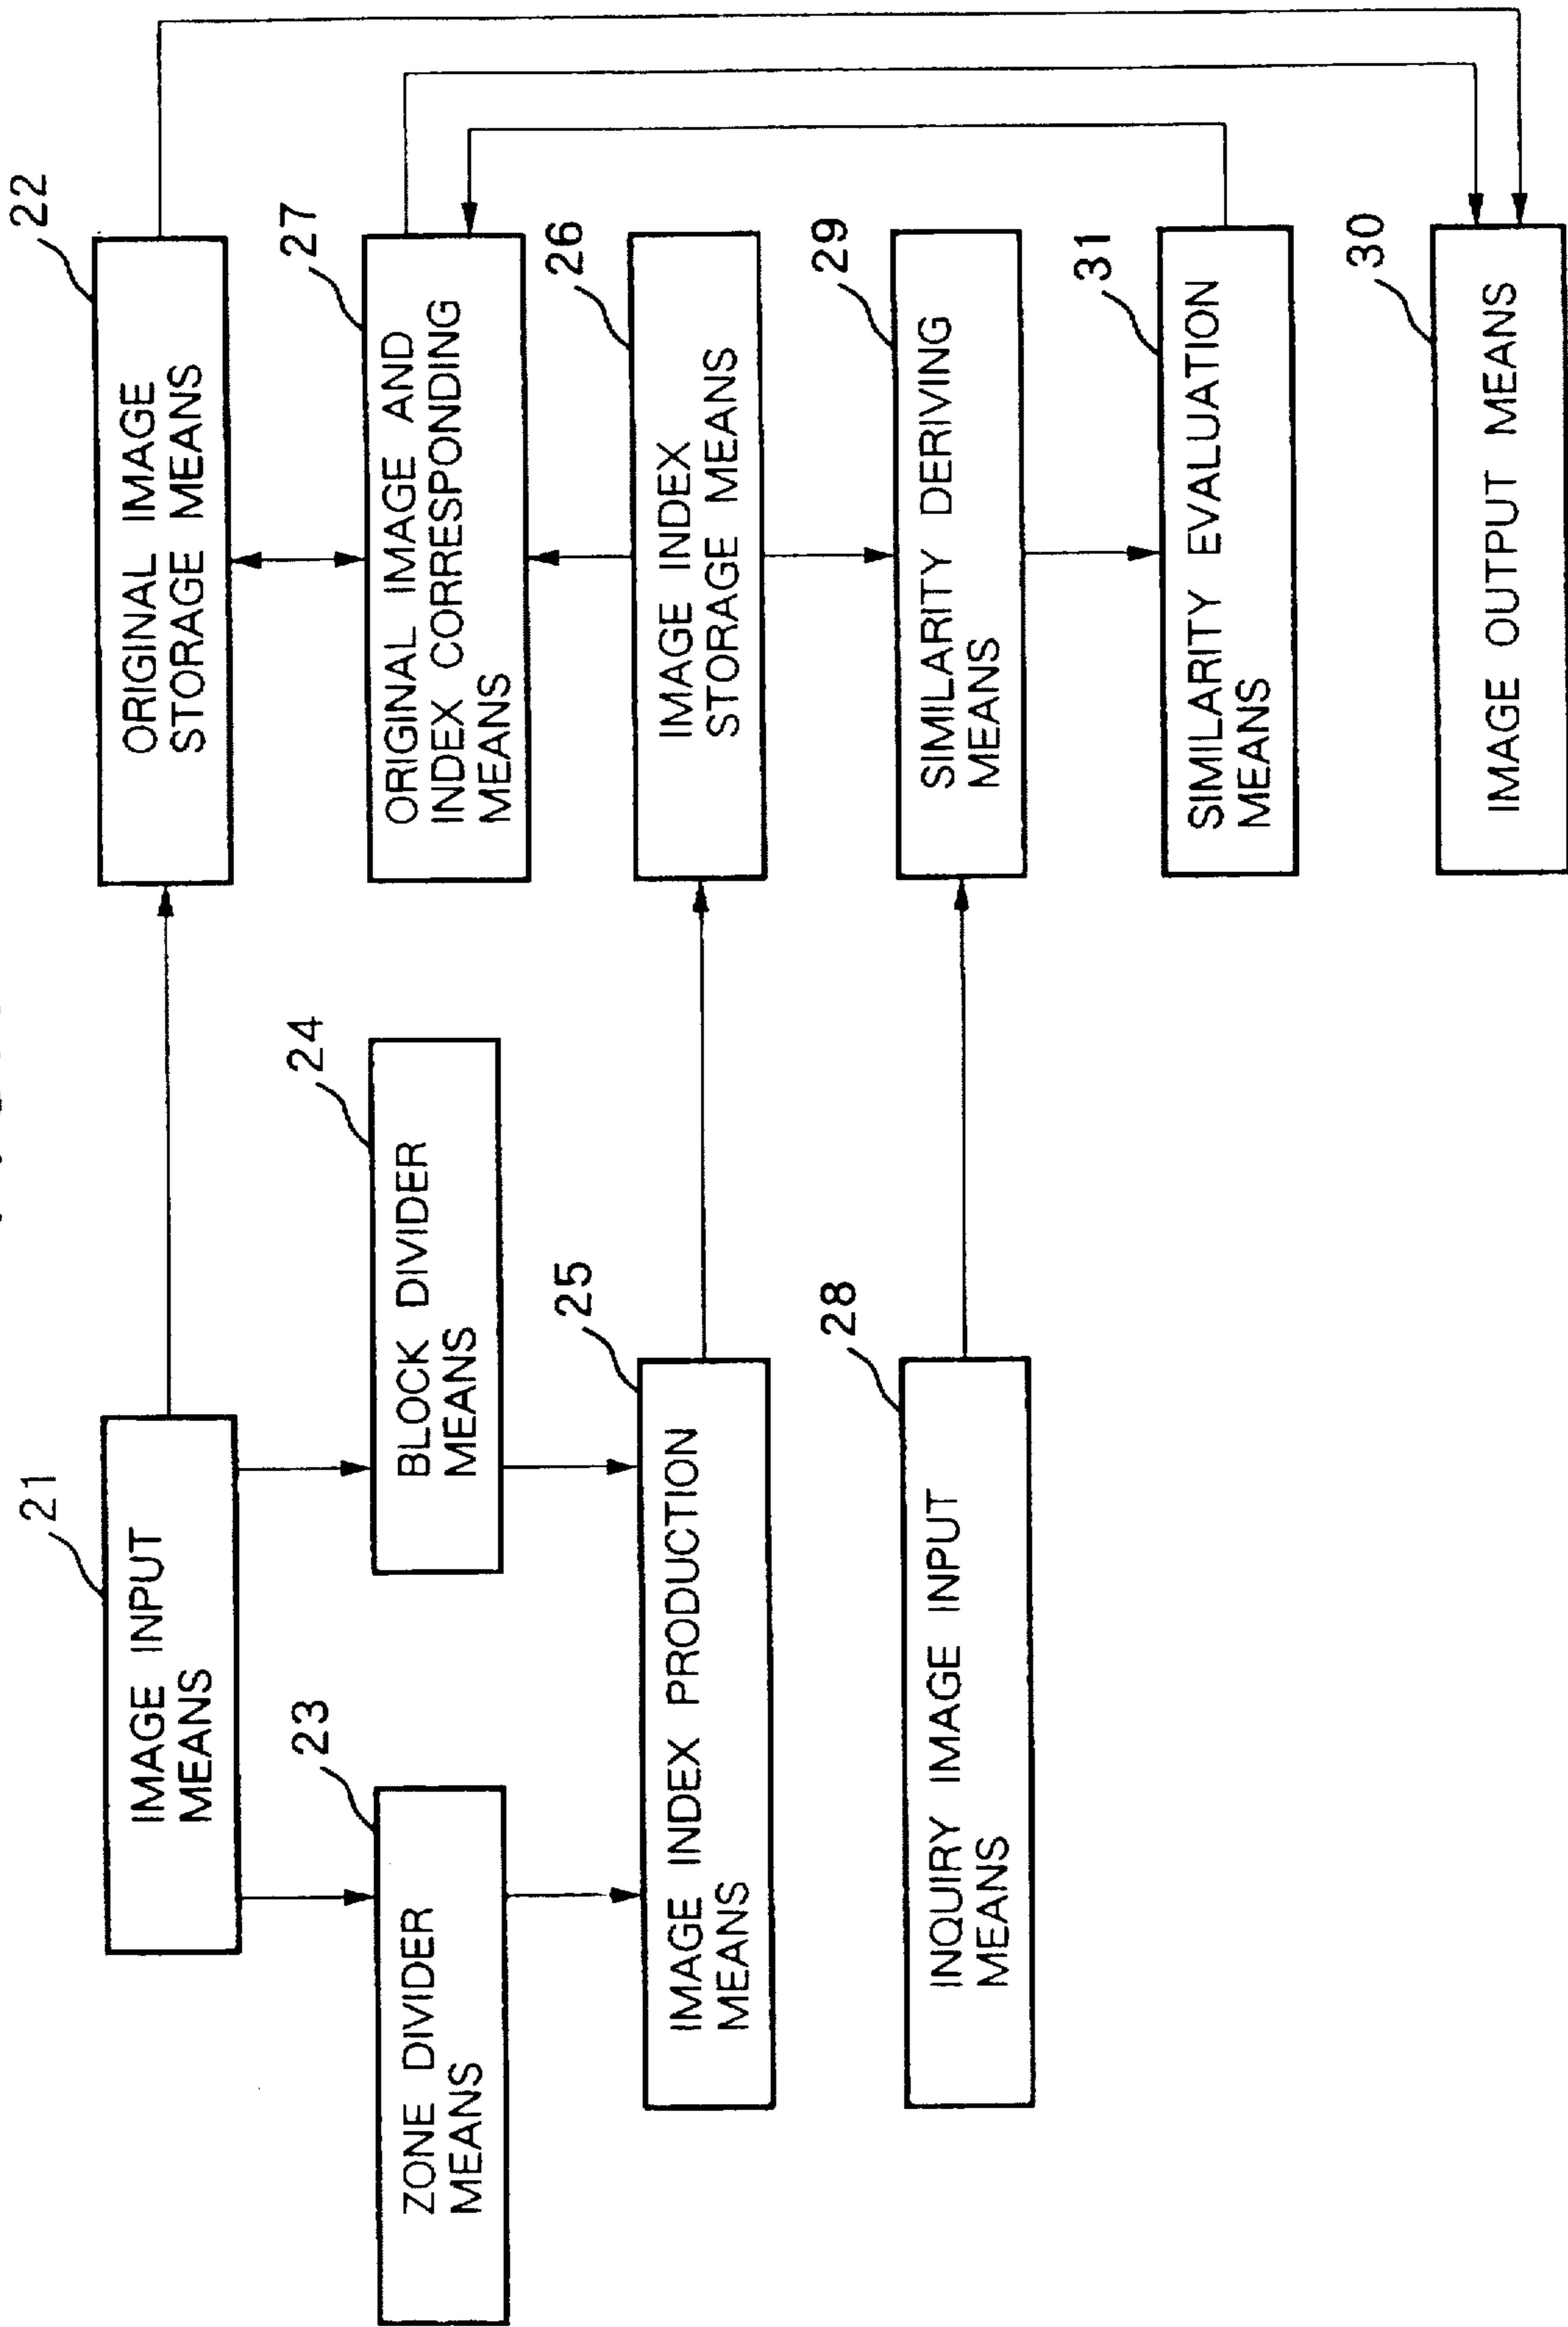 21
IMAGE INPUT
MEANS
22
ORIGINAL IMAGE
STORAGE MEANS
23
ZONE DIVIDER
MEANS
24
BLOCK DIVIDER
MEANS
27
ORIGINAL IMAGE AND
INDEX CORRESPONDING
MEANS
25
IMAGE INDEX PRODUCTION
MEANS
26
IMAGE INDEX
STORAGE MEANS
28
INQUIRY IMAGE INPUT
MEANS
29
SIMILARITY DERIVING
MEANS
31
SIMILARITY EVALUATION
MEANS
30
IMAGE OUTPUT MEANS